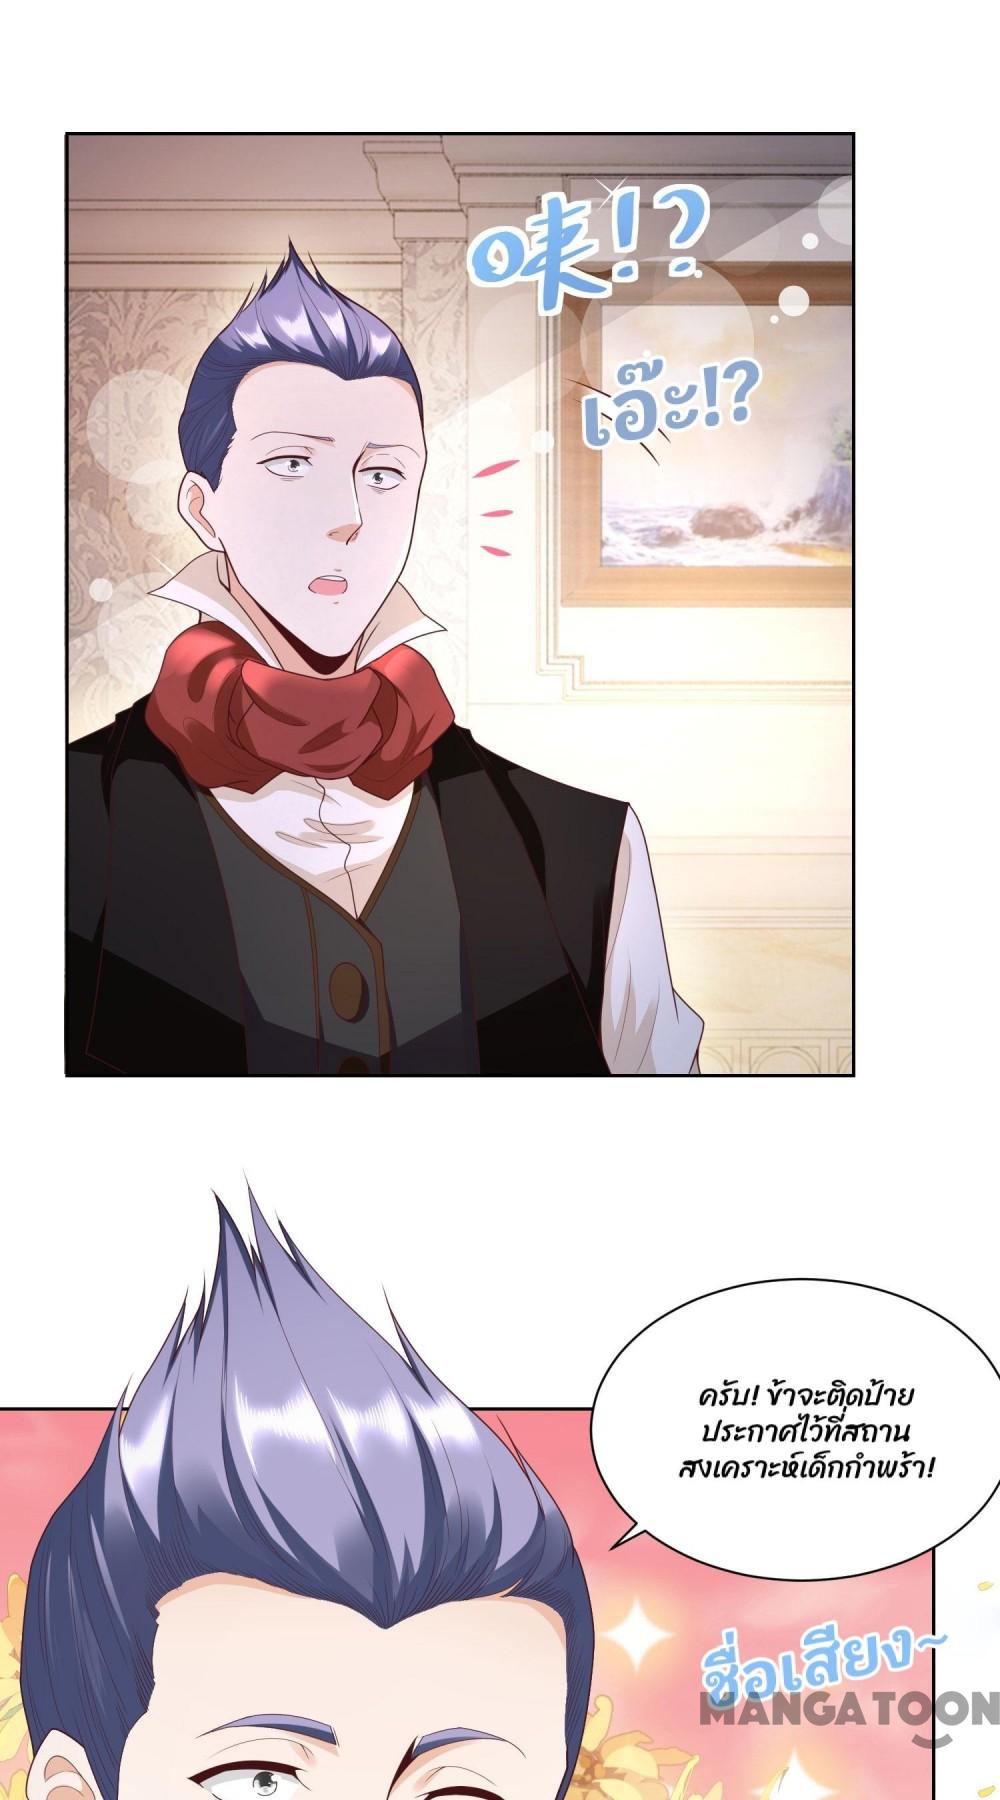 咦!?
เอ๊ะ!?
ครับ! ข้าจะติดป้าย
ประกาศไว้ที่สถาน
สงเคราะห์เด็กกำพร้า!
ชื่อเสียง~
MANGATOON